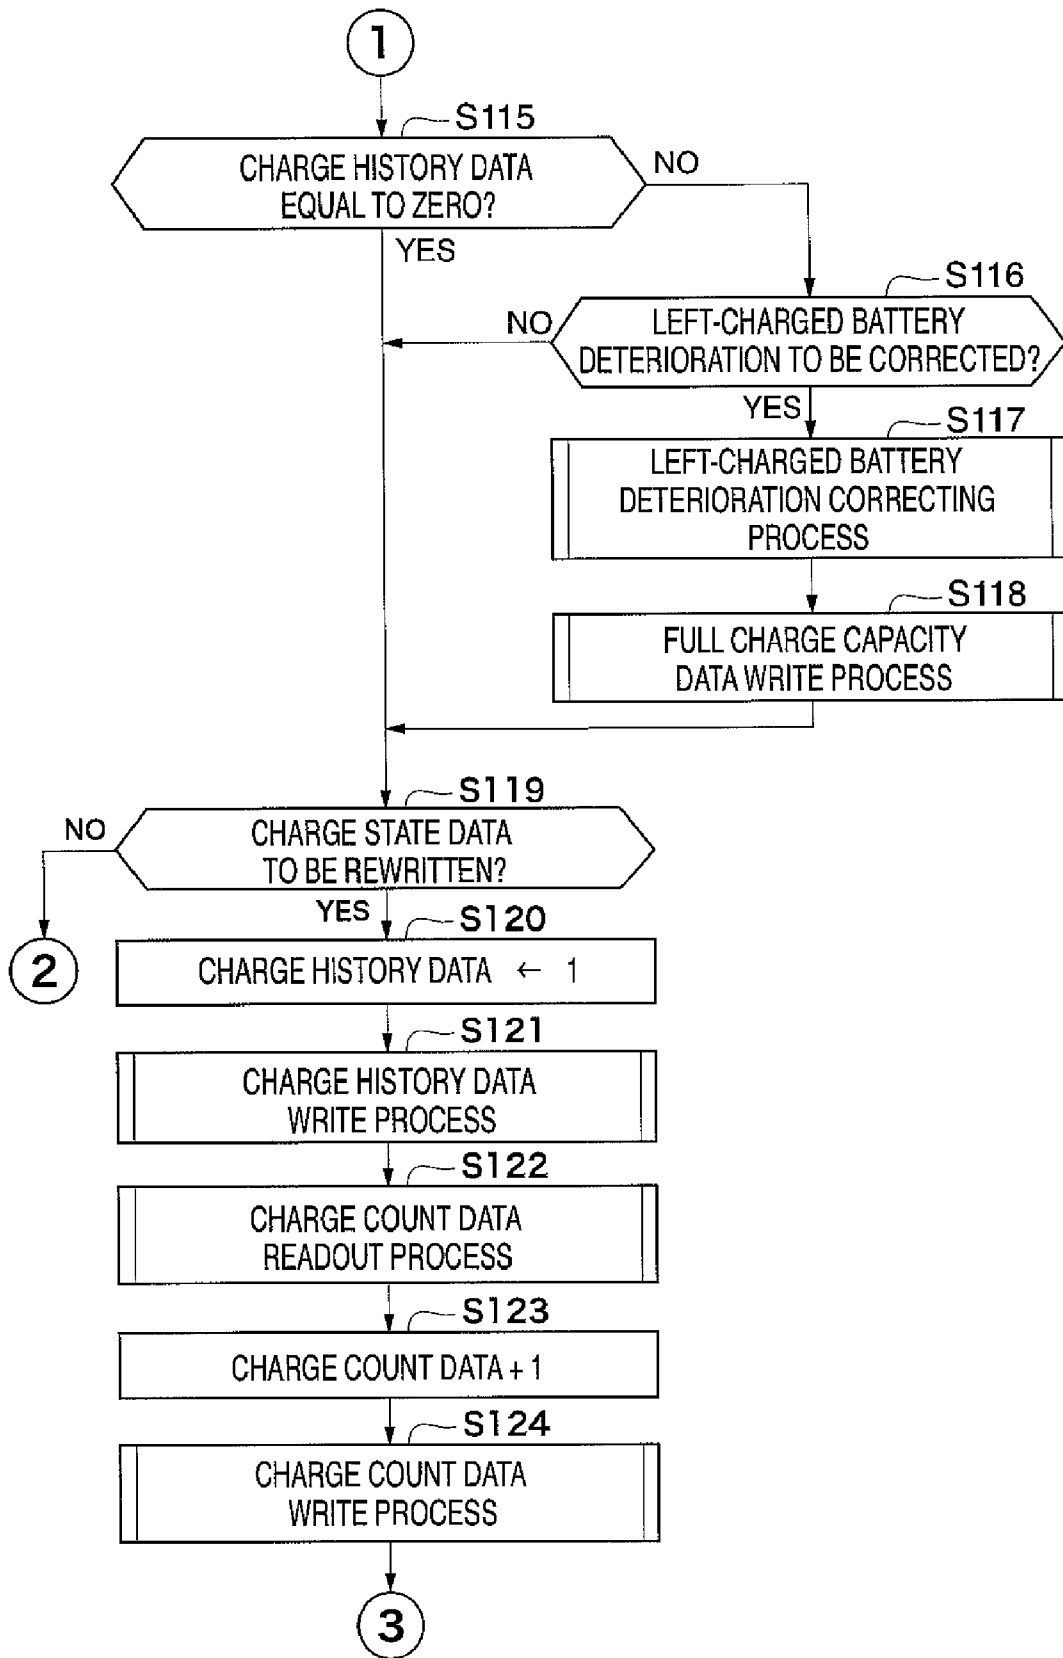 1
S115
CHARGE HISTORY DATA
EQUAL TO ZERO?
NO
YES
S116
LEFT-CHARGED BATTERY
DETERIORATION TO BE CORRECTED?
NO
YES
S117
LEFT-CHARGED BATTERY
DETERIORATION CORRECTING
PROCESS
S118
FULL CHARGE CAPACITY
DATA WRITE PROCESS
S119
CHARGE STATE DATA
TO BE REWRITTEN?
NO
YES
2
S120
CHARGE HISTORY DATA ← 1
S121
CHARGE HISTORY DATA
WRITE PROCESS
S122
CHARGE COUNT DATA
READOUT PROCESS
S123
CHARGE COUNT DATA + 1
S124
CHARGE COUNT DATA
WRITE PROCESS
3